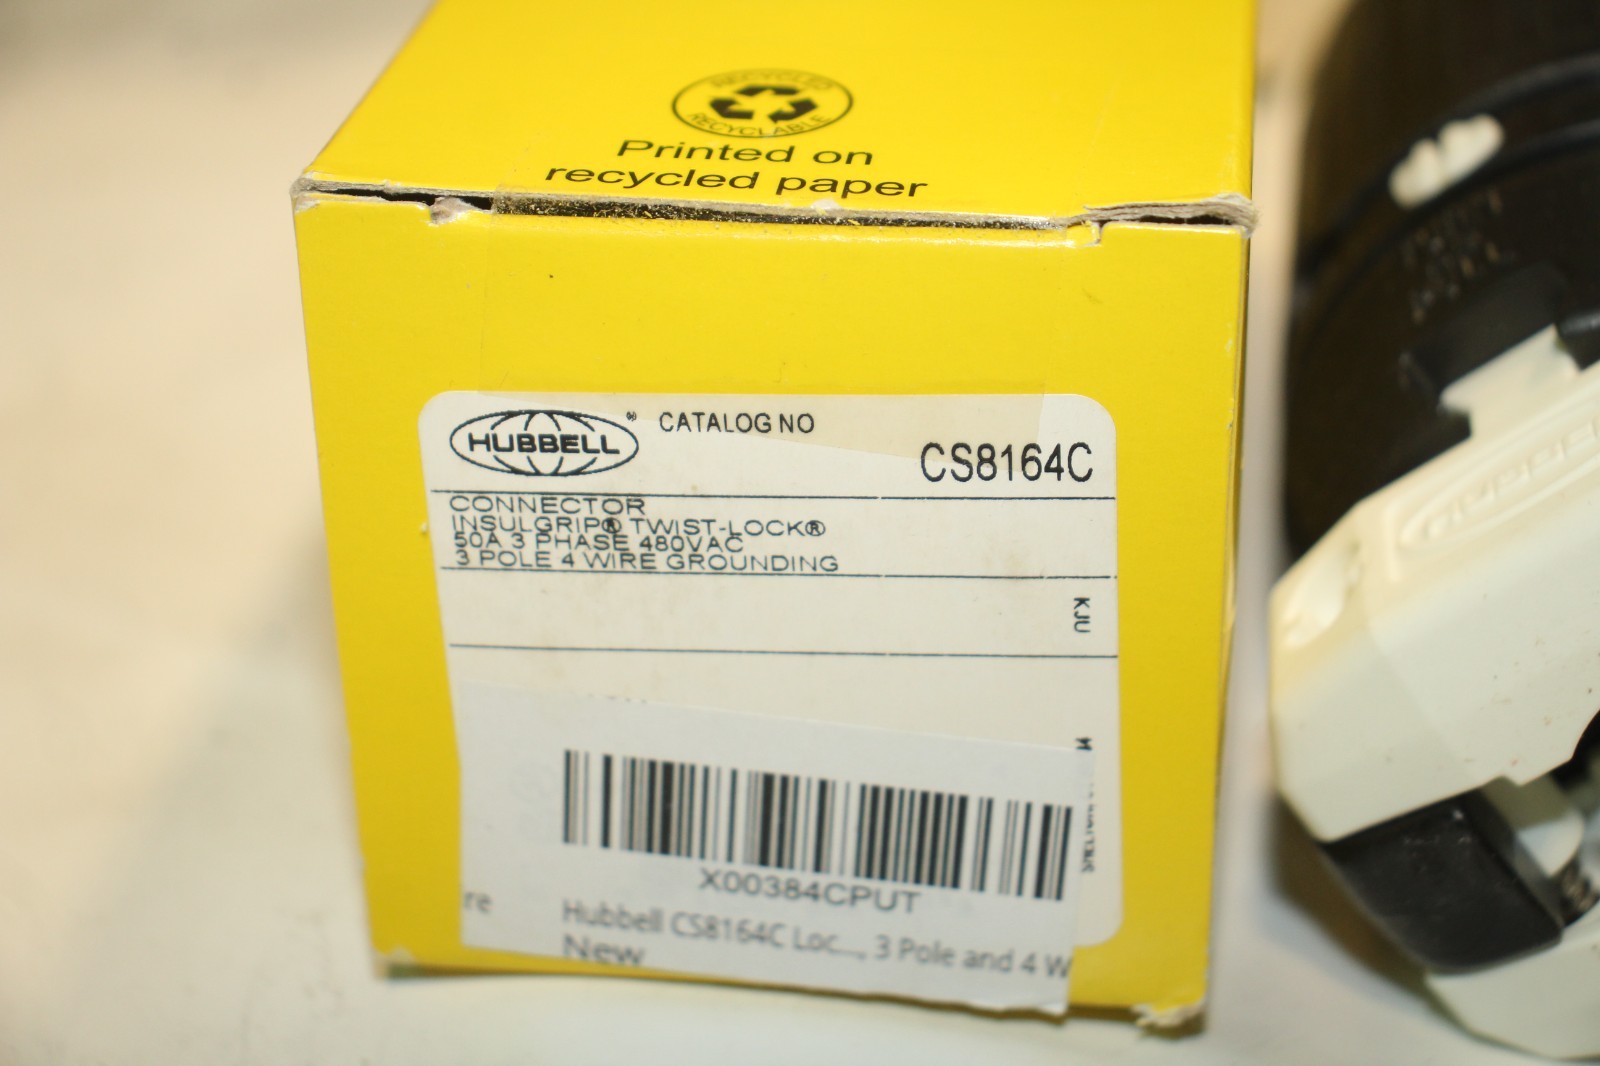 RECYCLED
RECYCLABLE
Printed on
recycled paper
HUBBELL® CATALOG NO
CS8164C
CONNECTOR
INSULGRIP® TWIST-LOCK®
50A 3 PHASE 480VAC
3 POLE 4 WIRE GROUNDING
KJU
X00384CPUT
re Hubbell CS8164C Loc..., 3 Pole and 4 W
New